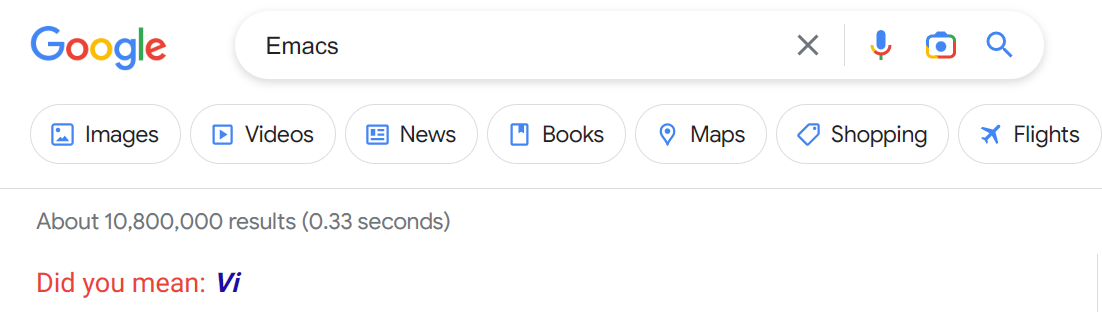 Google Emacs
Images Videos News Books Maps Shopping Flights
About 10,800,000 results (0.33 seconds)
Did you mean: Vi